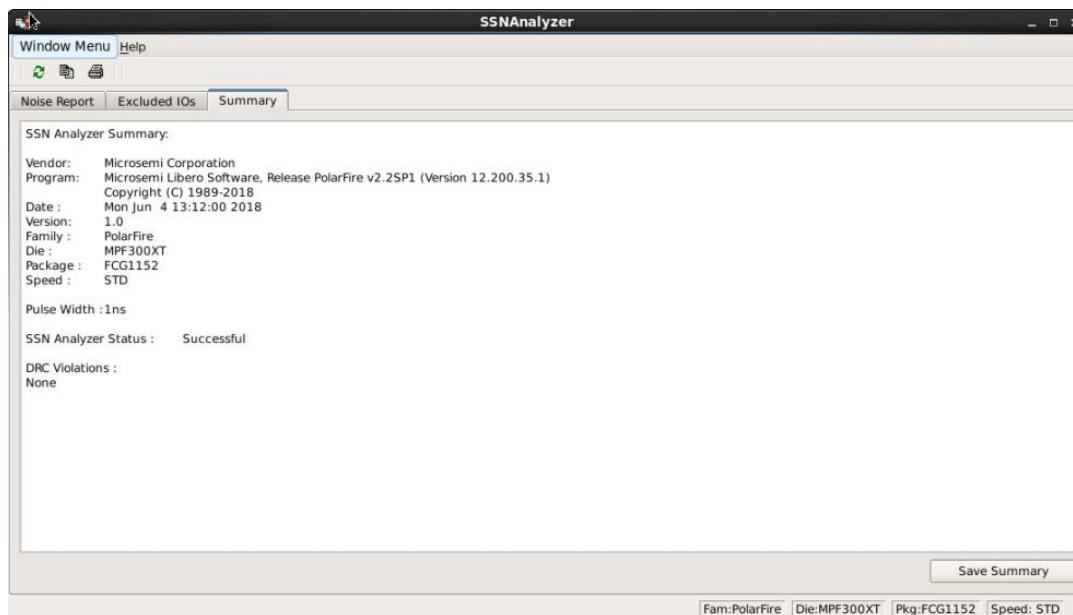 SSNAnalyzer
Window Menu Help
Noise Report Excluded IOs Summary
SSN Analyzer Summary:
Vendor: Microsemi Corporation
Program: Microsemi Libero Software, Release PolarFire v2.2SP1 (Version 12.200.35.1)
Copyright (C) 1989-2018
Date : Mon Jun 4 13:12:00 2018
Version: 1.0
Family : PolarFire
Die : MPF300XT
Package : FCG1152
Speed : STD
Pulse Width :1ns
SSN Analyzer Status : Successful
DRC Violations :
None
Save Summary
Fam:PolarFire Die:MPF300XT Pkg:FCG1152 Speed: STD